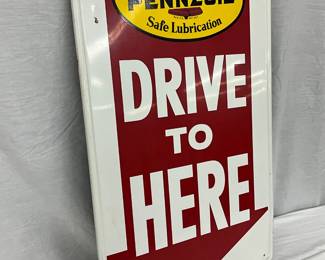 PENNZOIL
Safe Lubrication
DRIVE
TO
HERE